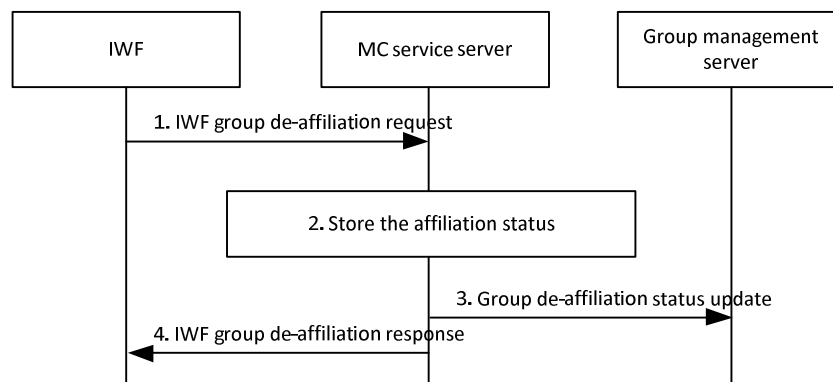 IWF
MC service server
Group management
server
1. IWF group de-affiliation request
2. Store the affiliation status
3. Group de-affiliation status update
4. IWF group de-affiliation response